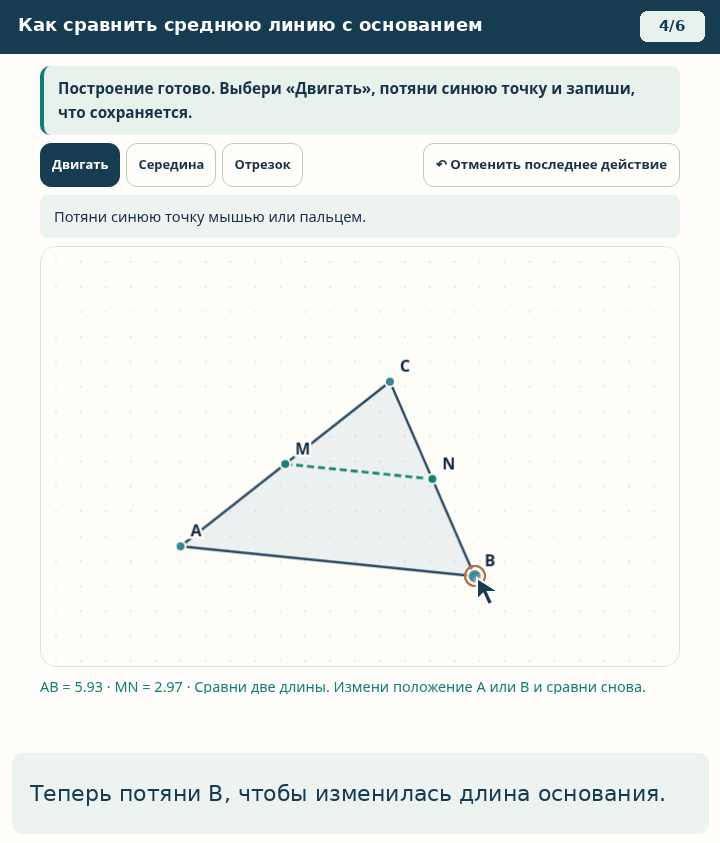 Как сравнить среднюю линию с основанием
4/6
Построение готово. Выбери «Двигать», потяни синюю точку и запиши,
что сохраняется.
Двигать
Середина
Отрезок
↶ Отменить последнее действие
Потяни синюю точку мышью или пальцем.
C
M
N
A
B
AB = 5.93 · MN = 2.97 · Сравни две длины. Измени положение A или B и сравни снова.
Теперь потяни B, чтобы изменилась длина основания.